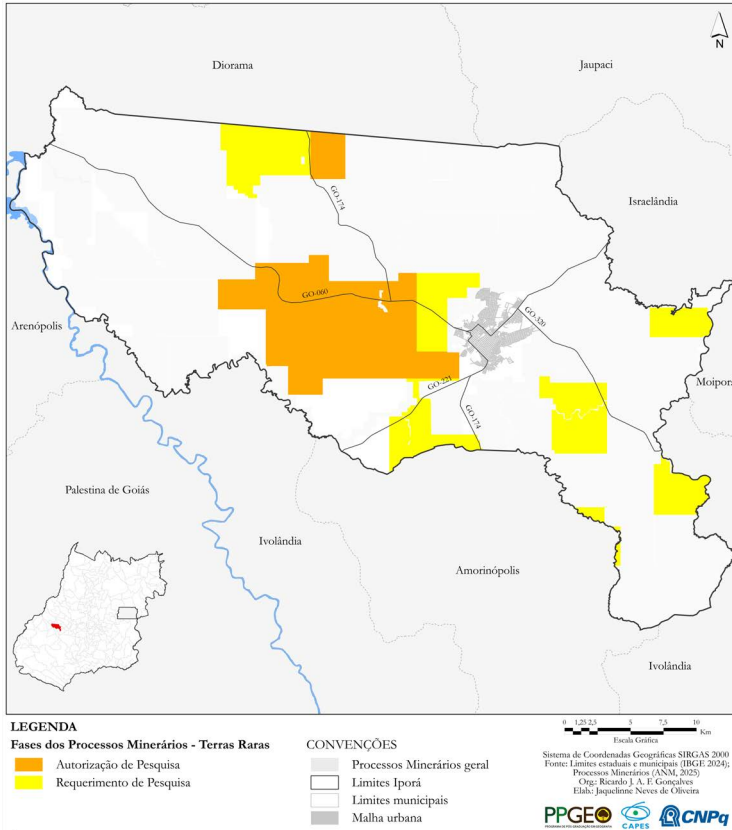 N
Diorama
Jaupaci
GO-174
Israelândia
GO-060
GO-320
Arenópolis
GO-221
GO-174
Palestina de Goiás
Ivolândia
Amorinópolis
Ivolândia
LEGENDA
Fases dos Processos Minerários - Terras Raras
Autorização de Pesquisa
Requerimento de Pesquisa
CONVENÇÕES
Processos Minerários geral
Limites Iporá
Limites municipais
Malha urbana
0 1,25 2,5 5 7,5 10
Km
Escala Gráfica
Sistema de Coordenadas Geográficas SIRGAS 2000
Fonte: Limites estaduais e municipais (IBGE 2024);
Processos Minerários (ANM, 2025)
Org.: Ricardo J. A. F. Gonçalves
Elab.: Jaquelinne Neves de Oliveira
PPGEO
CAPES
CNPq